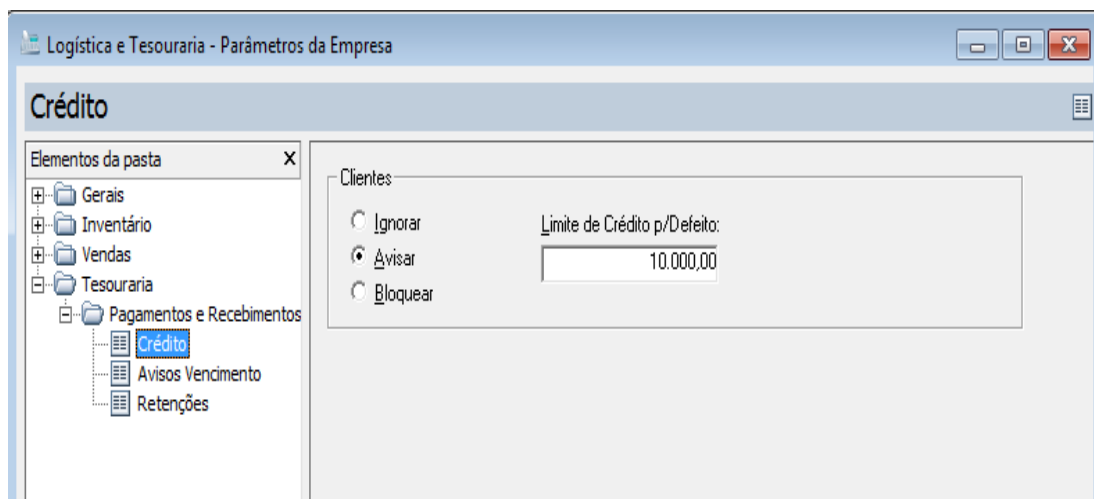 Logística e Tesouraria - Parâmetros da Empresa
Crédito
Elementos da pasta
Gerais
Inventário
Vendas
Tesouraria
Pagamentos e Recebimentos
Crédito
Avisos Vencimento
Retenções
Clientes
Ignorar
Limite de Crédito p/Defeito:
Avisar
10.000,00
Bloquear